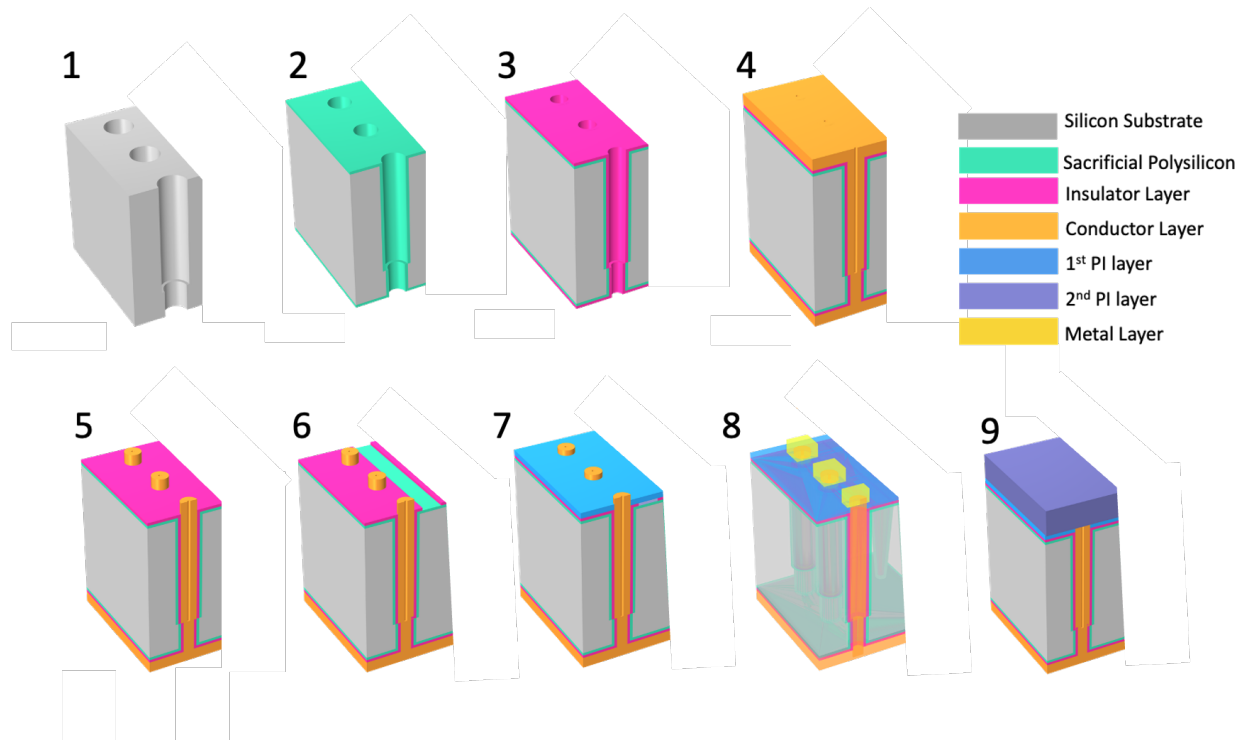 1
2
3
4
Silicon Substrate
Sacrificial Polysilicon
Insulator Layer
Conductor Layer
1st PI layer
2nd PI layer
Metal Layer
5
6
7
8
9